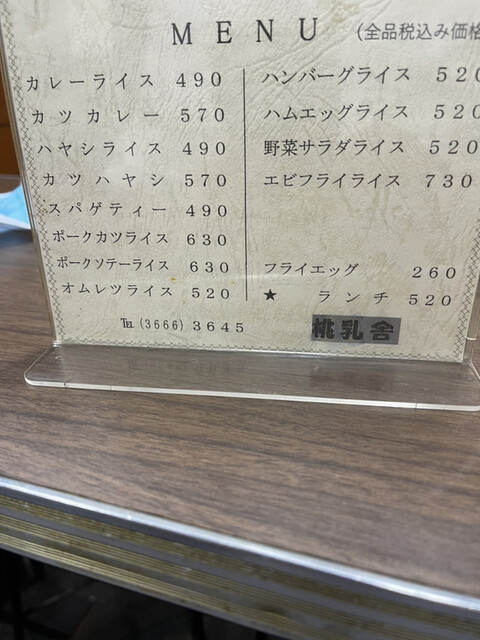 MENU (全品税込み価格
カレーライス 490
カツカレー 570
ハヤシライス 490
カツハヤシ 570
スパゲティー 490
ポークカツライス 630
ポークソテーライス 630
オムレツライス 520
ハンバーグライス 520
ハムエッグライス 520
野菜サラダライス 520
エビフライライス 730
フライエッグ 260
★ ランチ 520
℡(3666)3645
桃乳舎